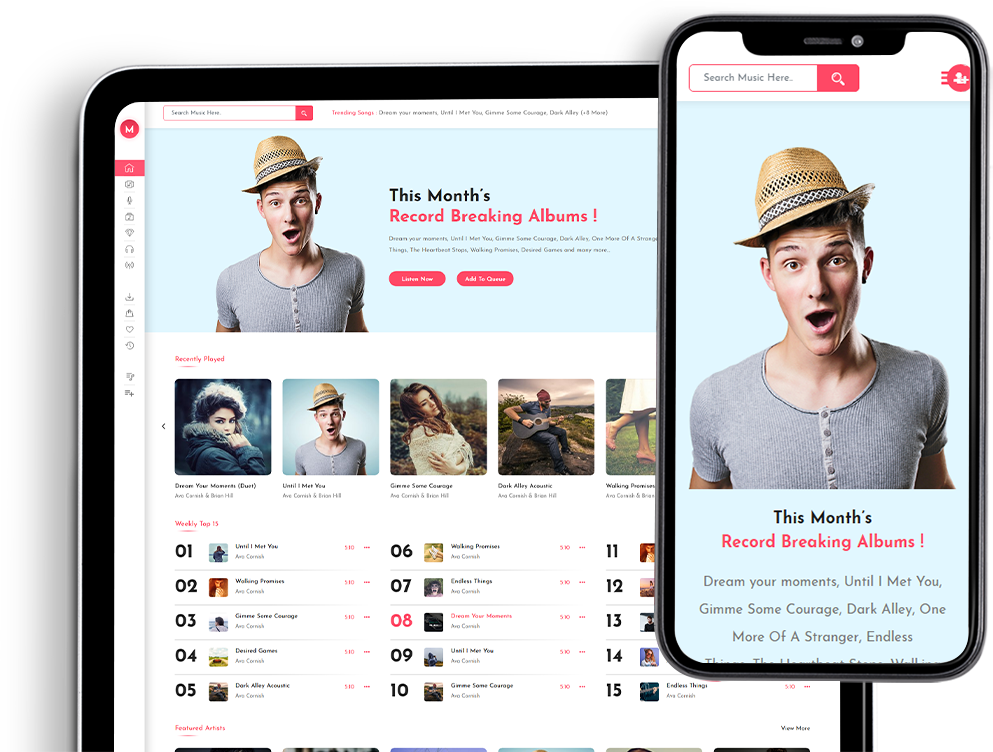 M
Search Music Here..
Trending Songs : Dream your moments, Until I Met You, Gimme Some Courage, Dark Alley (+8 More)
This Month's
Record Breaking Albums !
Dream your moments, Until I Met You, Gimme Some Courage, Dark Alley, One More Of A Strange
Things, The Heartbeat Stops, Walking Promises, Desired Games and many more...
Listen Now
Add To Queue
Recently Played
Dream Your Moments (Duet)
Ava Cornish & Brian Hill
Until I Met You
Ava Cornish & Brian Hill
Gimme Some Courage
Ava Cornish & Brian Hill
Dark Alley Acoustic
Ava Cornish & Brian Hill
Walking Promises
Ava Cornish & Br
Weekly Top 15
01 Until I Met You 5:10
Ava Cornish
02 Walking Promises 5:10
Ava Cornish
03 Gimme Some Courage 5:10
Ava Cornish
04 Desired Games 5:10
Ava Cornish
05 Dark Alley Acoustic 5:10
Ava Cornish
06 Walking Promises 5:10
Ava Cornish
07 Endless Things 5:10
Ava Cornish
08 Dream Your Moments 5:10
Ava Cornish
09 Until I Met You 5:10
Ava Cornish
10 Gimme Some Courage 5:10
Ava Cornish
11
12
13
14
15 Endless Things 5:10
Ava Cornish
Featured Artists
View More
Search Music Here..
This Month's
Record Breaking Albums !
Dream your moments, Until I Met You,
Gimme Some Courage, Dark Alley, One
More Of A Stranger, Endless
Things, The Heartbeat Stops, Walking